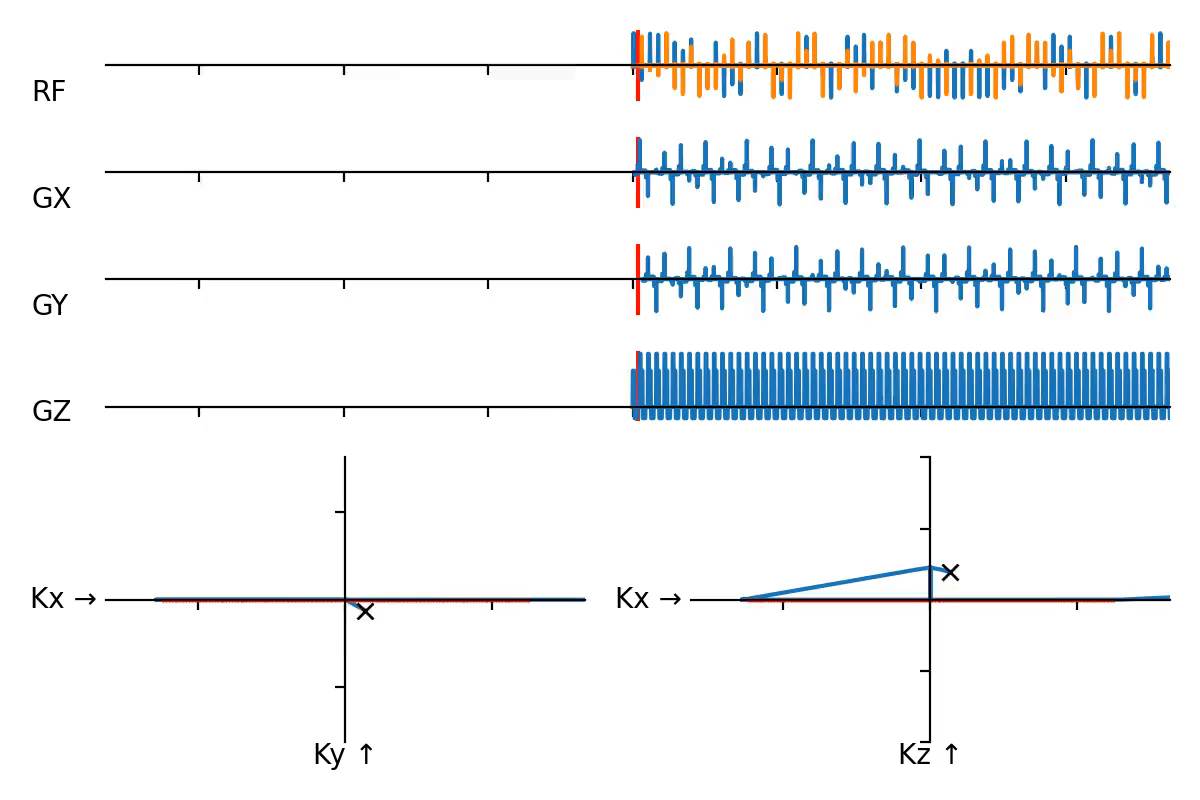 RF
GX
GY
GZ
Kx → Kx →
Ky ↑ Kz ↑